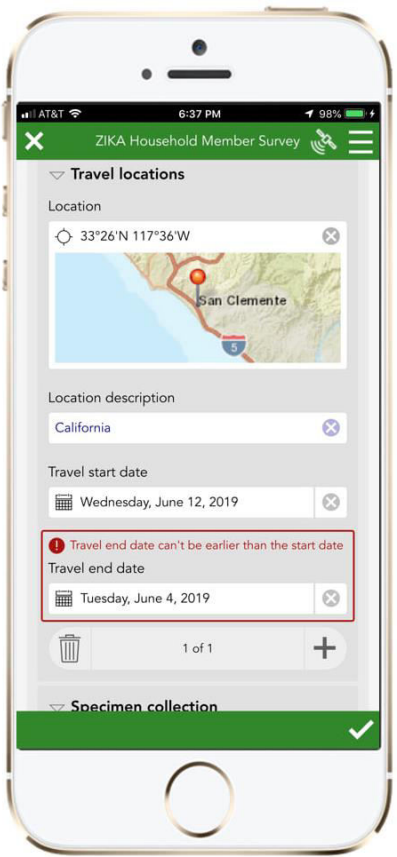 AT&T 6:37 PM 98%
ZIKA Household Member Survey
Travel locations
Location
33°26'N 117°36'W
San Clemente
5
Location description
California
Travel start date
Wednesday, June 12, 2019
Travel end date can't be earlier than the start date
Travel end date
Tuesday, June 4, 2019
1 of 1
Specimen collection